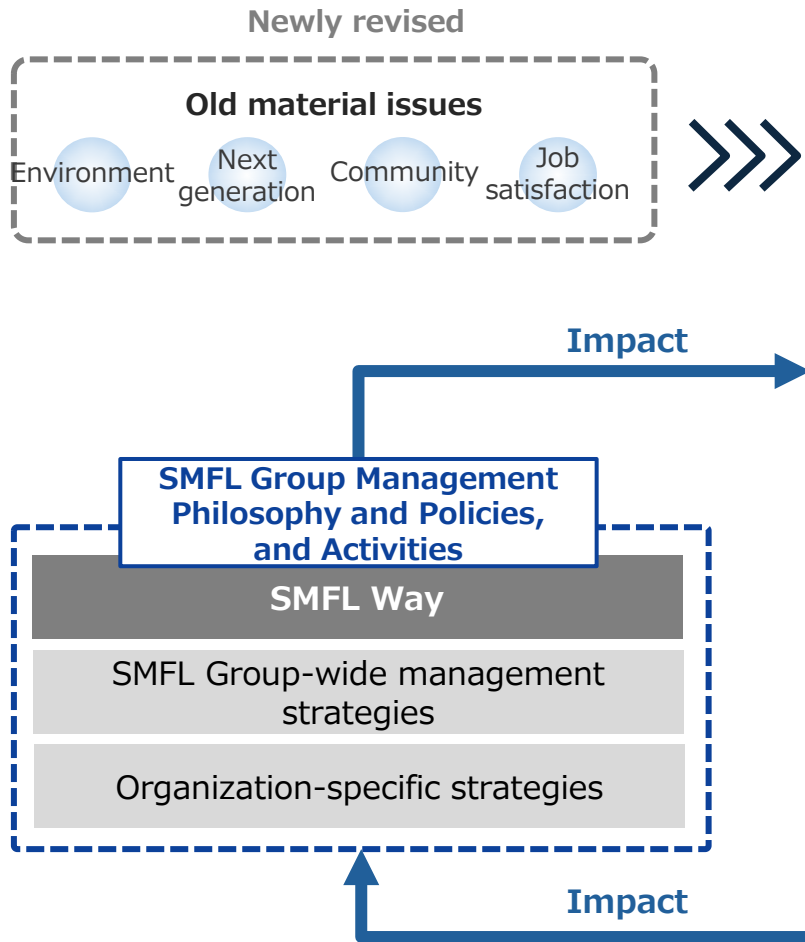 Newly revised
Old material issues
Environment
Next
generation
Community
Job
satisfaction
Impact
SMFL Group Management
Philosophy and Policies,
and Activities
SMFL Way
SMFL Group-wide management
strategies
Organization-specific strategies
Impact